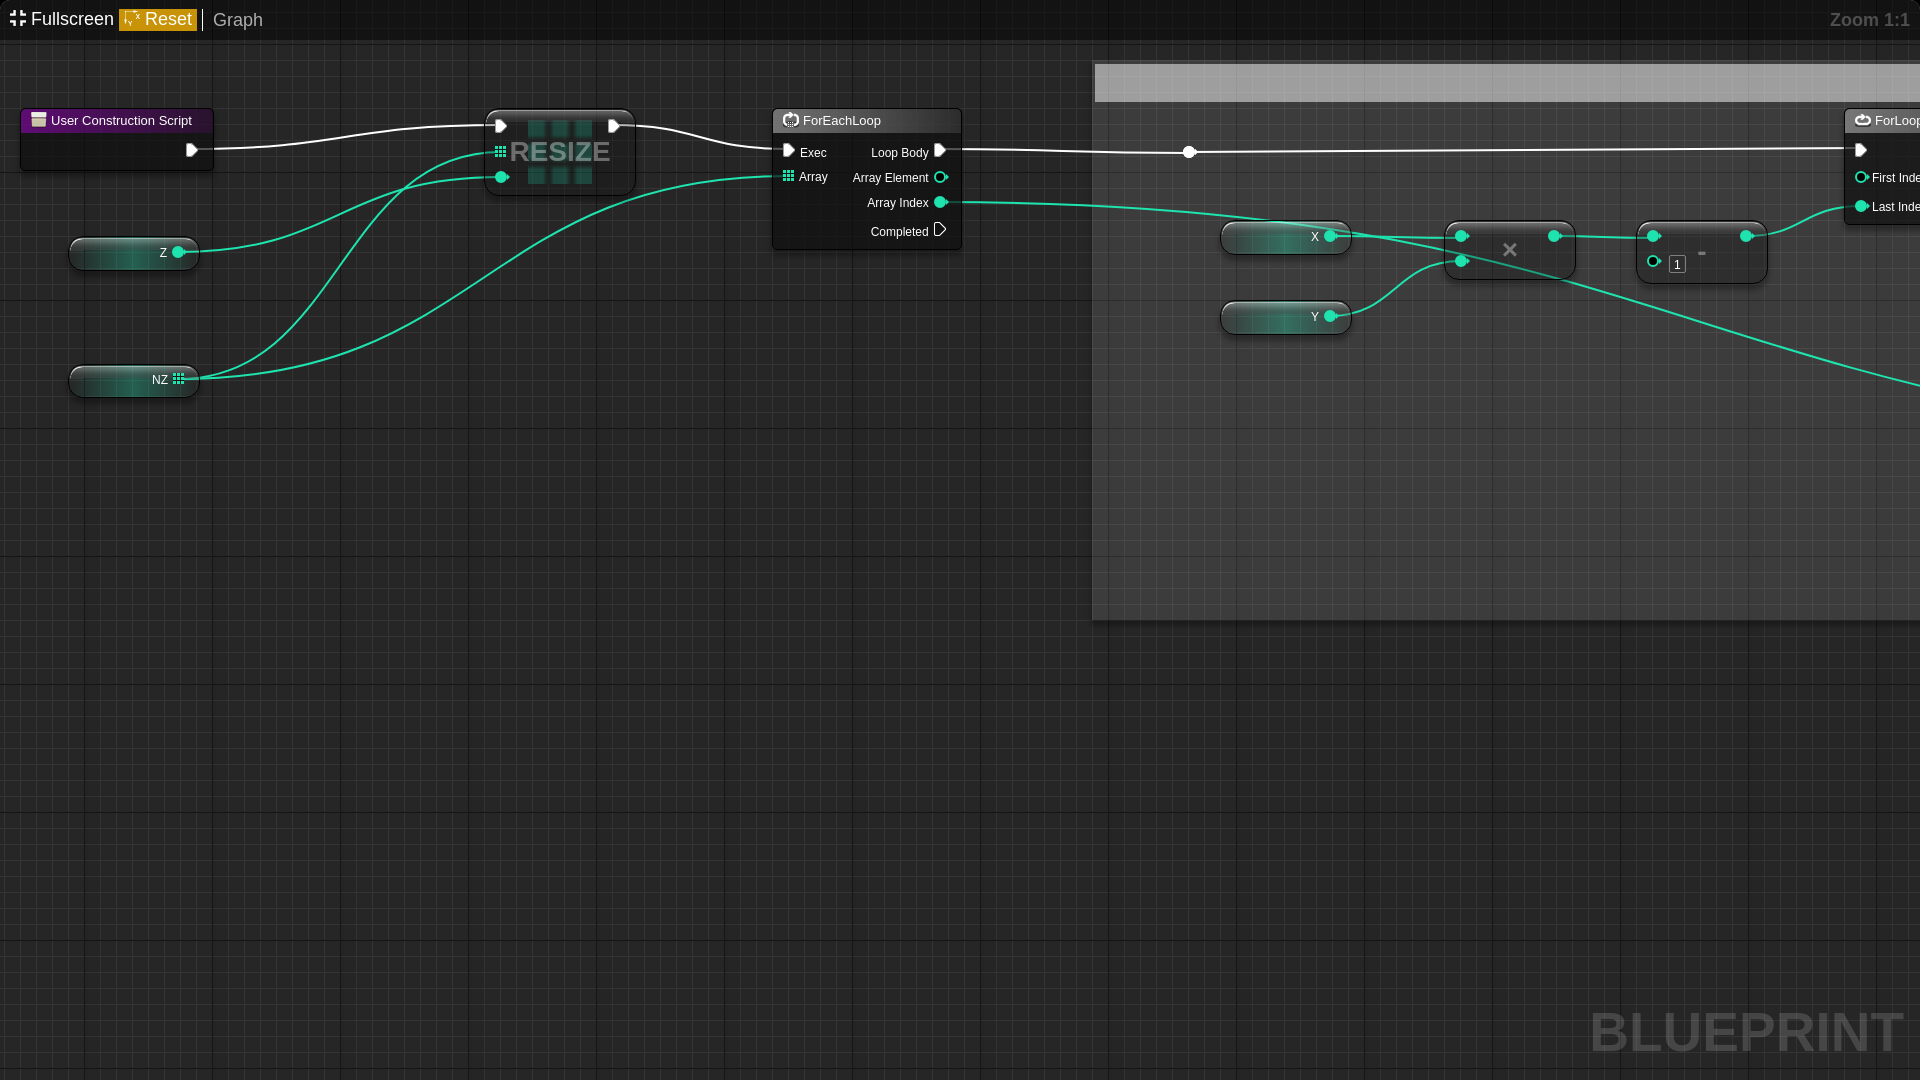 Fullscreen Reset Graph Zoom 1:1
User Construction Script
RESIZE
ForEachLoop
Exec Loop Body
Array Array Element
Array Index
Completed
ForLoop
First Inde
Last Inde
Z
X
× -
1
Y
NZ
BLUEPRINT